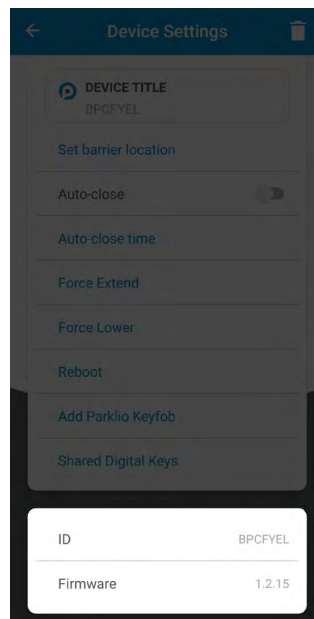 Device Settings
DEVICE TITLE
BPCFYEL
Set barrier location
Auto-close
Auto-close time
Force Extend
Force Lower
Reboot
Add Parklio Keyfob
Shared Digital Keys
ID BPCFYEL
Firmware 1.2.15